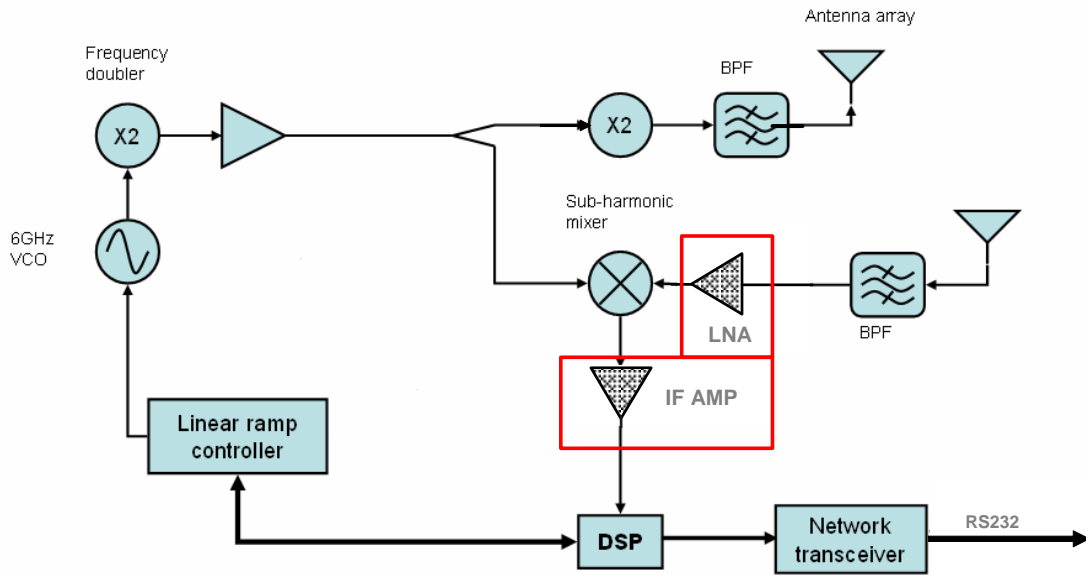 Antenna array
Frequency
doubler
BPF
X2
X2
Sub-harmonic
mixer
6GHz
VCO
LNA
BPF
IF AMP
Linear ramp
controller
DSP
Network
transceiver
RS232